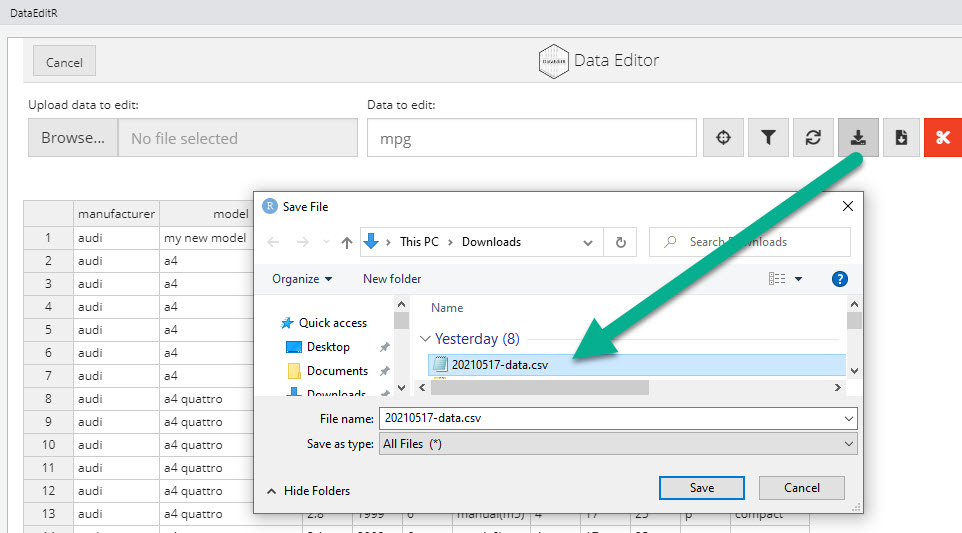 DataEditR
Cancel
DataEditR
Data Editor
Upload data to edit:
Data to edit:
Browse...
No file selected
mpg
manufacturer model
1 audi my new model
2 audi a4
3 audi a4
4 audi a4
5 audi a4
6 audi a4
7 audi a4
8 audi a4 quattro
9 audi a4 quattro
10 audi a4 quattro
11 audi a4 quattro
12 audi a4 quattro
13 audi a4 quattro 2.8 1999 6 manual(m5) 4 17 25 p compact
R Save File
This PC > Downloads
Search Downloads
Organize
New folder
?
Quick access
Desktop
Documents
Downloads
Name
Yesterday (8)
20210517-data.csv
File name: 20210517-data.csv
Save as type: All Files (*)
Hide Folders
Save
Cancel